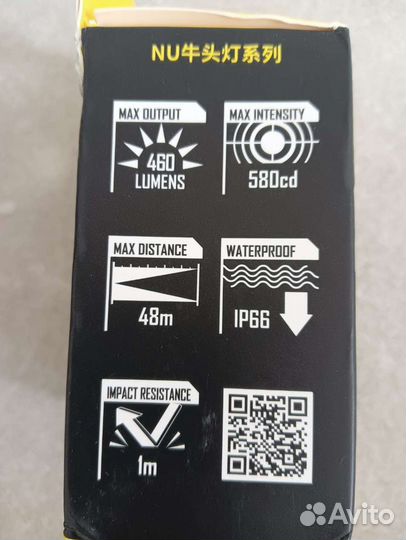 NU牛头灯系列
MAX OUTPUT
460
LUMENS
MAX INTENSITY
580cd
MAX DISTANCE
48m
WATERPROOF
IP66
IMPACT RESISTANCE
1m
Avito